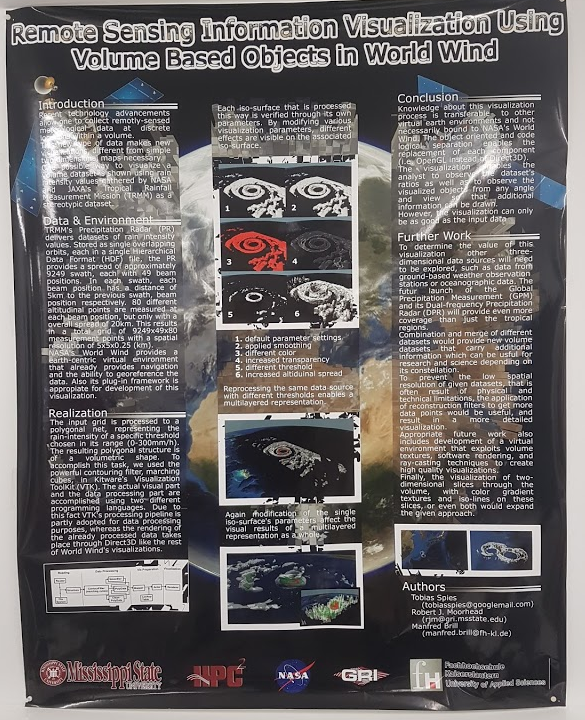 Remote Sensing Information Visualization Using
Volume Based Objects in World Wind
Introduction
Recent technology advancements
allow one to collect remotly-sensed
data at discrete
within a volume.
of data makes new
different from simple
maps necessary.
possible way to visualize a
volume dataset is shown using rain
intensity values gathered by NASA
and JAXA's Tropical Rainfall
Measurement Mission (TRMM) as a
stereotypic dataset.
Data & Environment
TRMM's Precipitation Radar (PR)
delivers datasets of rain intensity
values. Stored as single overlapping
orbits, each in a single Hierarchical
Data Format (HDF) file, the PR
provides a spread of approximately
9249 swath, each with 49 beam
positions. In each swath, each
beam position has a distance of
5km to the previous swath, beam
position respectively. 80 different
altitudinal points are measured at
each beam position, but only with a
overall spread of 20km. This results
in a total grid of 9249x49x80
measurement points with a spatial
resolution of 5x5x0.25 (km).
NASA's World Wind provides a
earth-centric virtual environment
that already provides navigation
and the ability to georeference the
data. Also its plug-in framework is
appropriate for development of this
visualization.
Realization
The input grid is processed to a
polygonal net, representing the
rain-intensity of a specific threshold
chosen in its range (0-300mm/h).
The resulting polygonal structure is
of a volumetric shape. To
accomplish this task, we used the
powerful contouring filter, marching
cubes, in Kitware's Visualization
ToolKit(VTK). The actual visual part
and the data processing part are
accomplished using two different
programming languages. Due to
this fact VTK's processing pipeline is
partly adopted for data processing
purposes, whereas the rendering of
the already processed data takes
place through Direct3D like the rest
of World Wind's visualizations.
Each iso-surface that is processed
this way is verified through its own
parameters. By modifying various
visualization parameters, different
effects are visible on the associated
iso-surface.
1 2
3 4
5 6
1. default parameter settings
2. applied smoothing
3. different color
4. increased transparency
5. different threshold
6. increased altidunal spread
Reprocessing the same data source
with different thresholds enables a
multilayered representation.
Again modification of the single
iso-surface's parameters affect the
visual results of a multilayered
representation as a whole.
Conclusion
Knowledge about this visualization
process is transferable to other
virtual earth environments and not
necessarily bound to NASA's World
Wind. The object-oriented and code
logical separation enables the
replacement of each component
(i.e. OpenGL instead of Direct3D).
The visualization enables the
analyst to observe a dataset's
ratios as well as to observe the
visualized object from any angle
and view so that additional
information can be drawn.
However, the visualization can only
be as good as the input data.
Further Work
To determine the value of this
visualization other three-
dimensional data sources will need
to be explored, such as data from
ground-based weather observation
stations or oceanographic data. The
futur launch of the Global
Precipitation Measurement (GPM)
and its Dual-Frequency Precipitation
Radar (DPR) will provide even more
coverage than just the tropical
regions.
Combination and merge of different
datasets would provide new volume
datasets that carry additional
information which can be usful for
research and science depending on
its constellation.
To prevent the low spatial
resolution of given datasets, that is
often result of physical and
technical limitations, the application
of reconstruction filters to get more
data points would be useful, and
result in a more detailed
visualization.
Appropriate future work also
includes development of a virtual
environment that exploits volume
textures, software rendering, and
ray-casting techniques to create
high quality visualizations.
Finally, the visualization of two-
dimensional slices through the
volume, with color gradient
textures and iso-lines on these
slices, or even both would expand
the given approach.
Authors
Tobias Spies
(tobiasspies@googlemail.com)
Robert J. Moorhead
(rjm@gri.msstate.edu)
Manfred Brill
(manfred.brill@fh-kl.de)
Mississippi State
UNIVERSITY
HPC
NASA
GRI
fH
Fachhochschule
Kaiserslautern
University of Applied Sciences